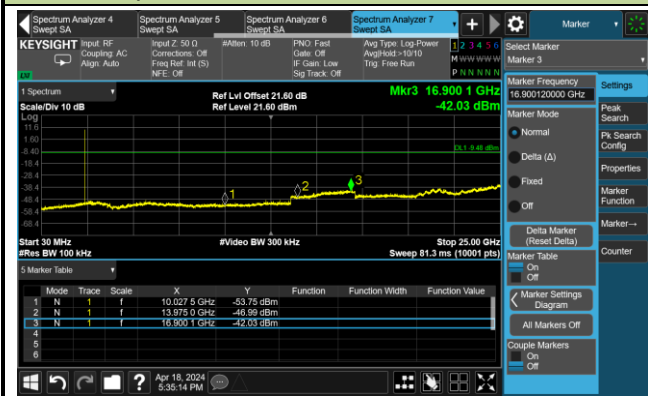 Spectrum Analyzer 4
Swept SA
Spectrum Analyzer 5
Swept SA
Spectrum Analyzer 6
Swept SA
Spectrum Analyzer 7
Swept SA
Marker
KEYSIGHT
Input: RF
Coupling: AC
Align: Auto
Input Z: 50 Ω
Corrections: Off
Freq Ref: Int (S)
NFE: Off
#Atten: 10 dB
PNO: Fast
Gate: Off
IF Gain: Low
Sig Track: Off
Avg Type: Log-Power
Avg|Hold:>10/10
Trig: Free Run
1 2 3 4 5 6
M W W W W W
P N N N N N
Select Marker
Marker 3
1 Spectrum
Scale/Div 10 dB
Log
Ref Lvl Offset 21.60 dB
Ref Level 21.60 dBm
Mkr3 16.900 1 GHz
-42.03 dBm
11.6
1.60
-8.40
-18.4
-28.4
-38.4
-48.4
-58.4
-68.4
DL1 -9.40 dBm
1
2
3
Start 30 MHz
#Res BW 100 kHz
#Video BW 300 kHz
Stop 25.00 GHz
Sweep 81.3 ms (10001 pts)
5 Marker Table
Mode Trace Scale X Y Function Function Width Function Value
1 N 1 f 10.027 5 GHz -53.75 dBm
2 N 1 f 13.975 0 GHz -46.99 dBm
3 N 1 f 16.900 1 GHz -42.03 dBm
4
5
6
Marker Frequency
16.900120000 GHz
Marker Mode
Normal
Delta (Δ)
Fixed
Off
Delta Marker
(Reset Delta)
Marker Table
On
Off
Marker Settings
Diagram
All Markers Off
Couple Markers
On
Off
Settings
Peak
Search
Pk Search
Config
Properties
Marker
Function
Marker→
Counter
?
Apr 18, 2024
5:35:14 PM